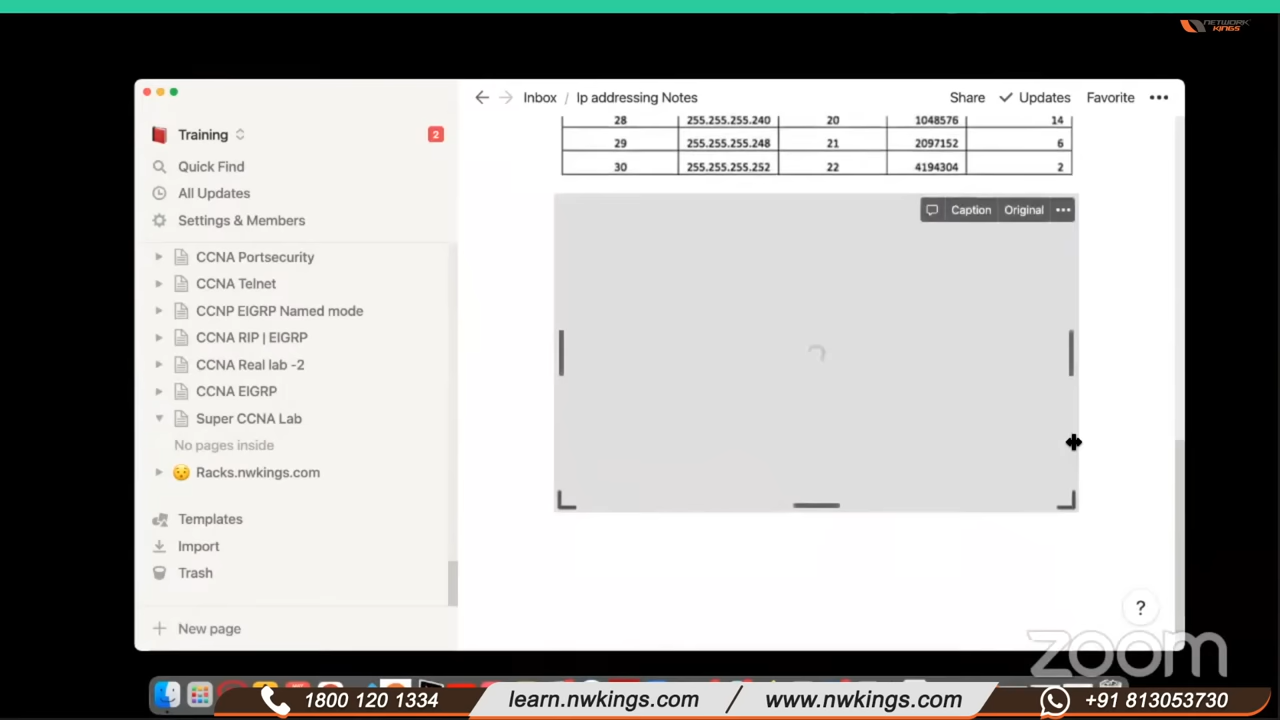 NETWORK
KINGS
Inbox / Ip addressing Notes
Share Updates Favorite
Training
2
Quick Find
All Updates
Settings & Members
CCNA Portsecurity
CCNA Telnet
CCNP EIGRP Named mode
CCNA RIP | EIGRP
CCNA Real lab -2
CCNA EIGRP
Super CCNA Lab
No pages inside
Racks.nwkings.com
Templates
Import
Trash
New page
28 255.255.255.240 20 1048576 14
29 255.255.255.248 21 2097152 6
30 255.255.255.252 22 4194304 2
Caption Original
?
zoom
1800 120 1334 learn.nwkings.com / www.nwkings.com +91 813053730